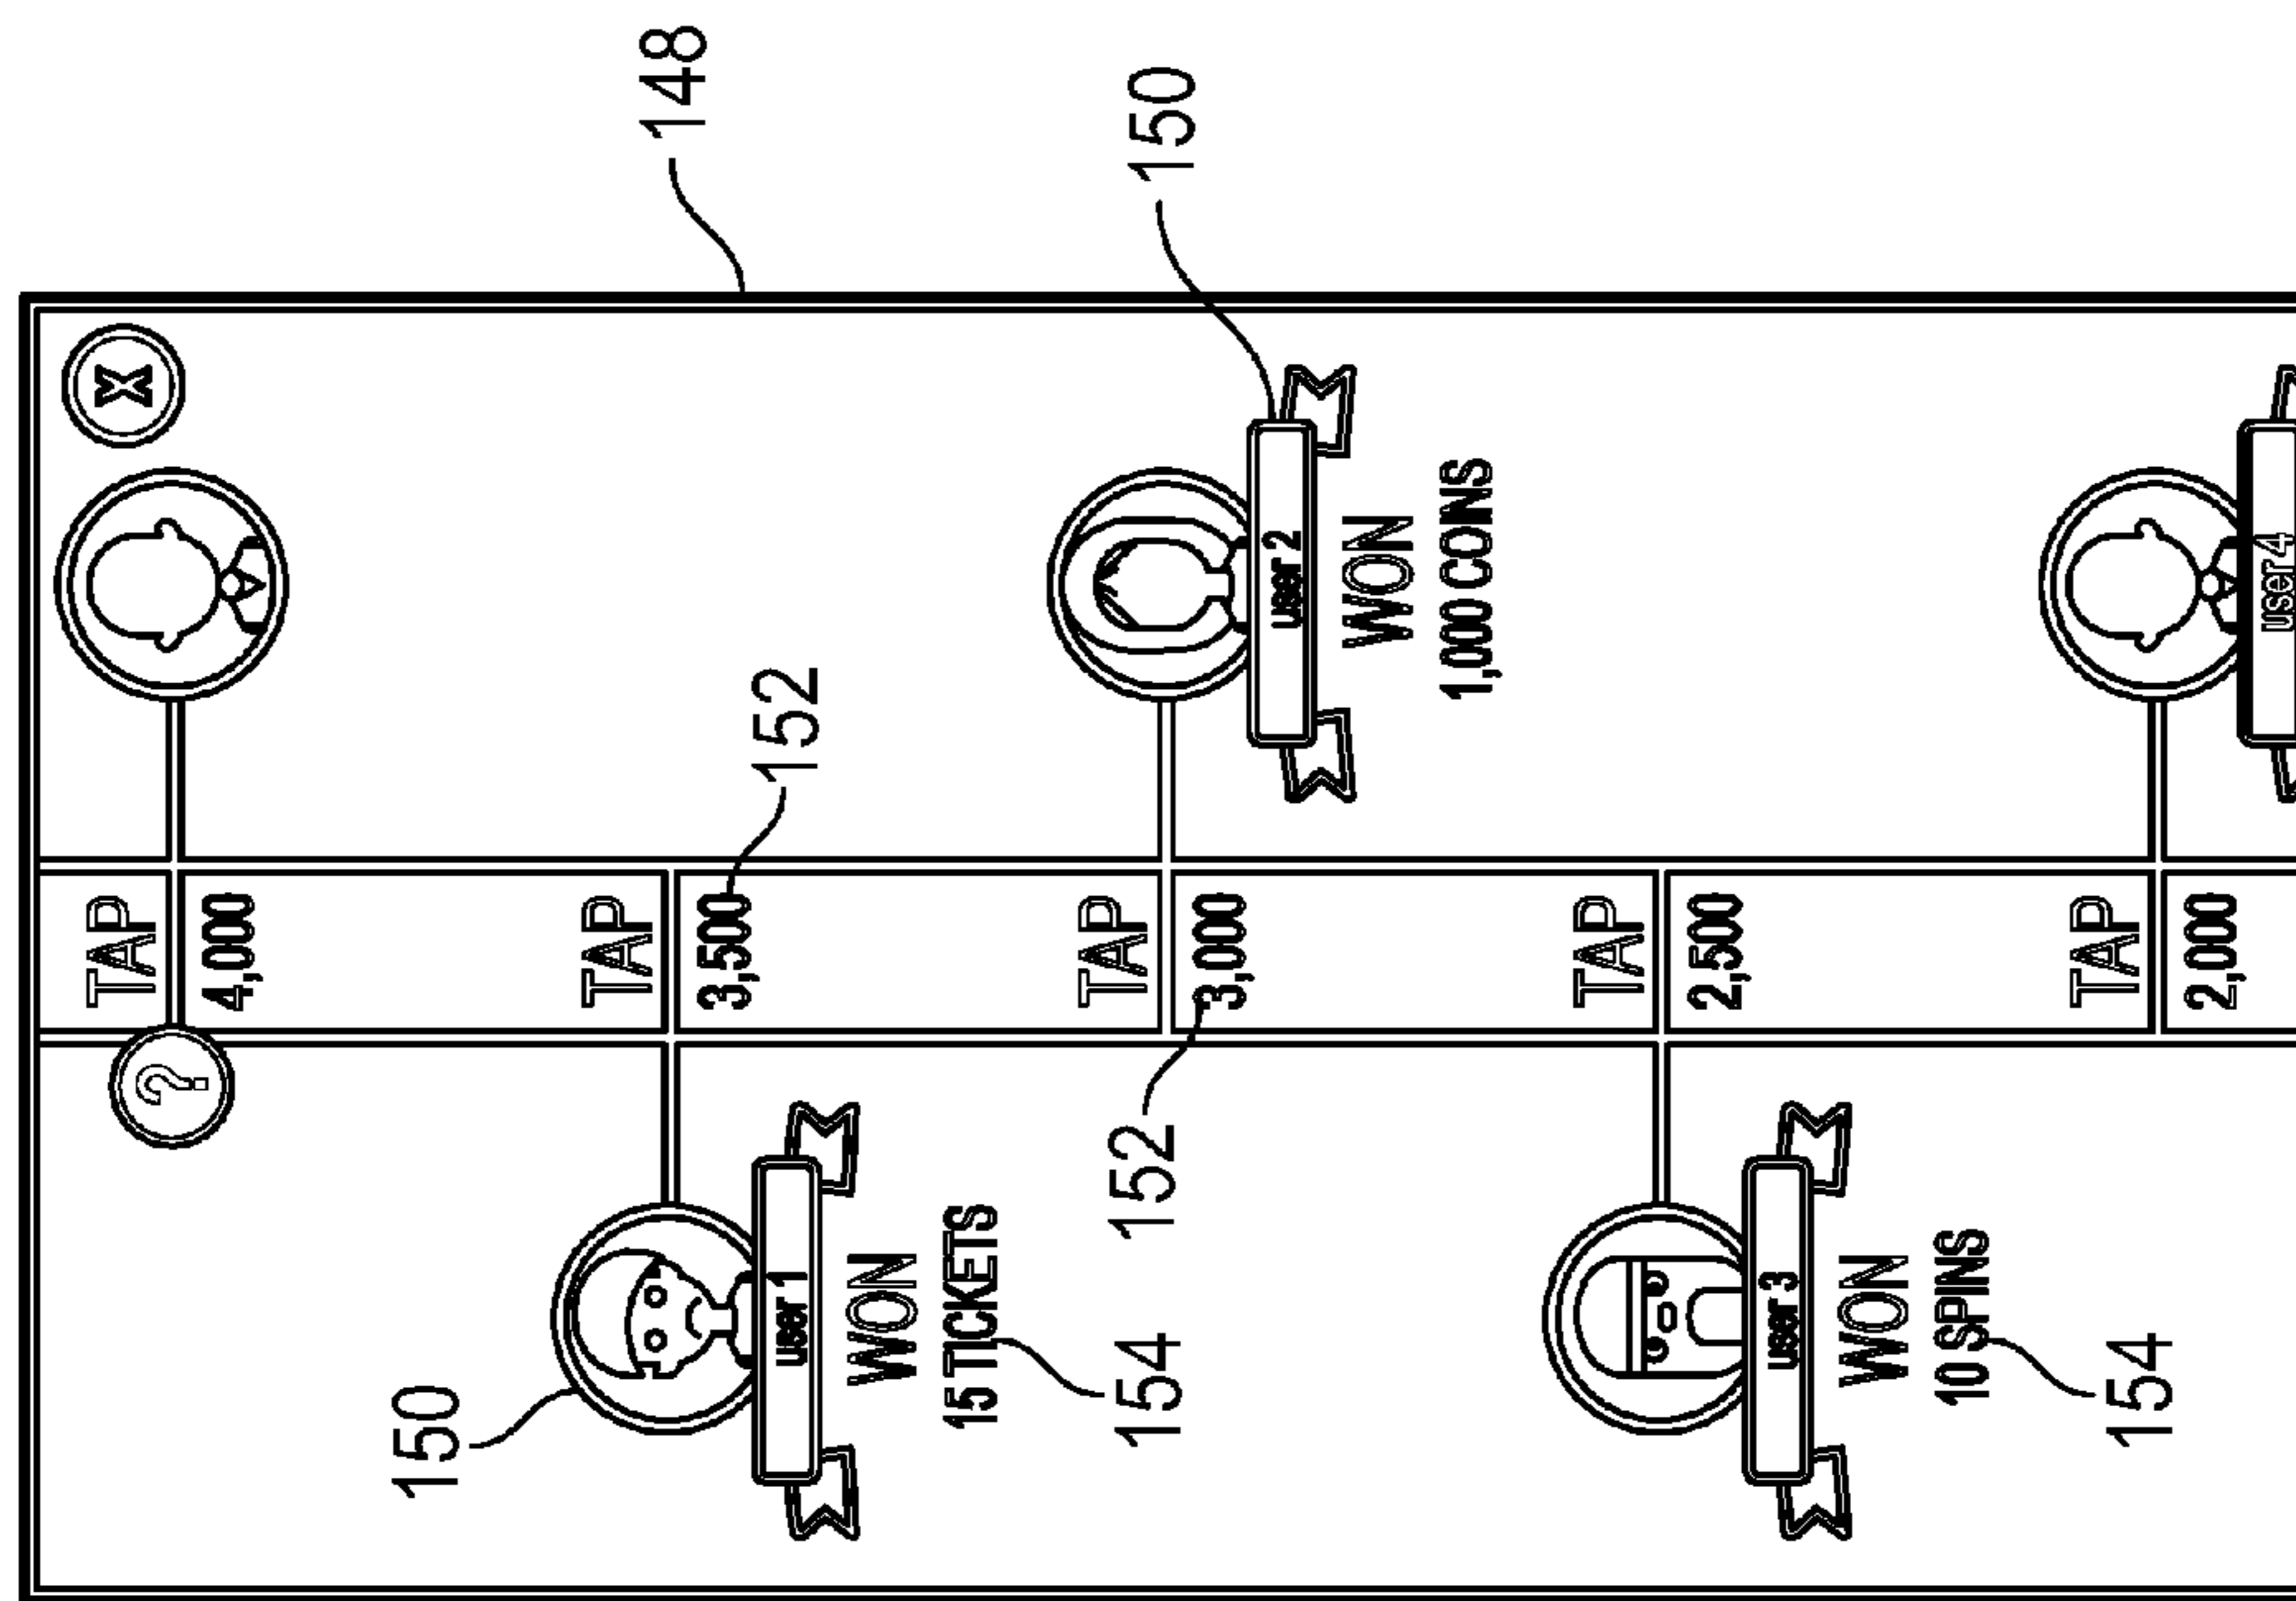 148
X
?
TAP
4,000
150
TAP
3,500
152
user 1
WON
15 TICKETS
154
150
TAP
3,000
152
user 2
WON
1,000 CONS
TAP
2,500
user 3
WON
10 SPINS
154
TAP
2,000
user 4